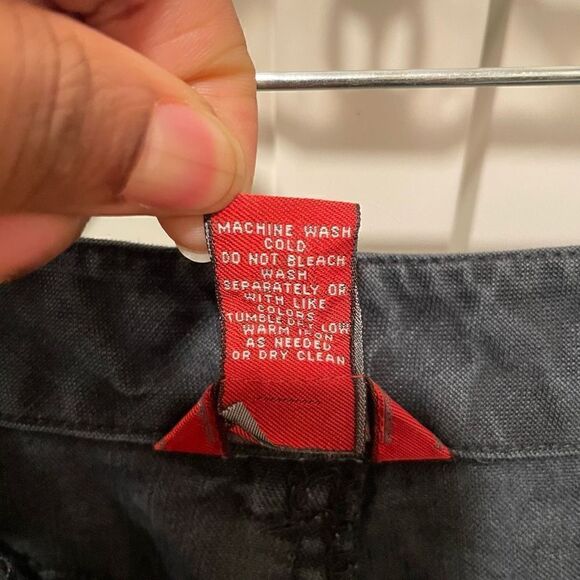 MACHINE WASH
COLD
DO NOT BLEACH
WASH
SEPARATELY OR
WITH LIKE
COLORS
TUMBLE DRY LOW
WARM IRON
AS NEEDED
OR DRY CLEAN